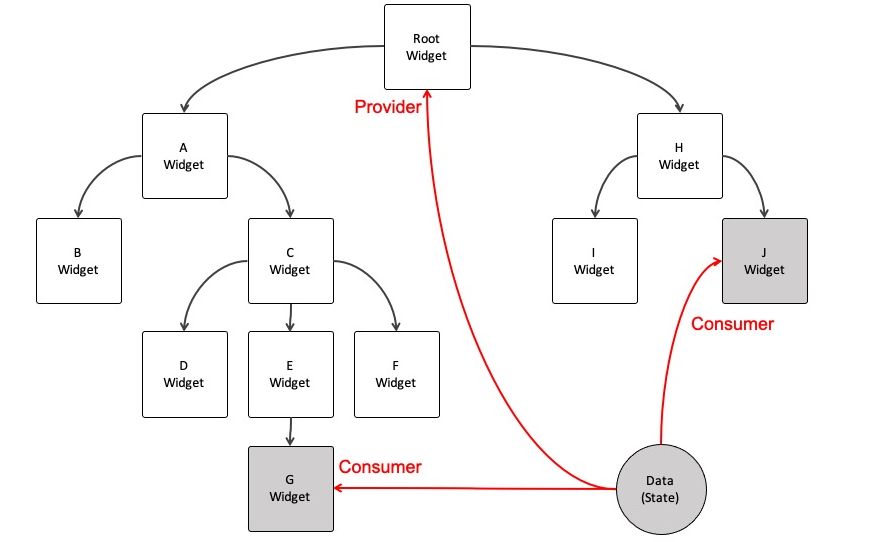 Root
Widget
Provider
A
Widget
H
Widget
B
Widget
C
Widget
I
Widget
J
Widget
Consumer
D
Widget
E
Widget
F
Widget
G
Widget
Consumer
Data
(State)